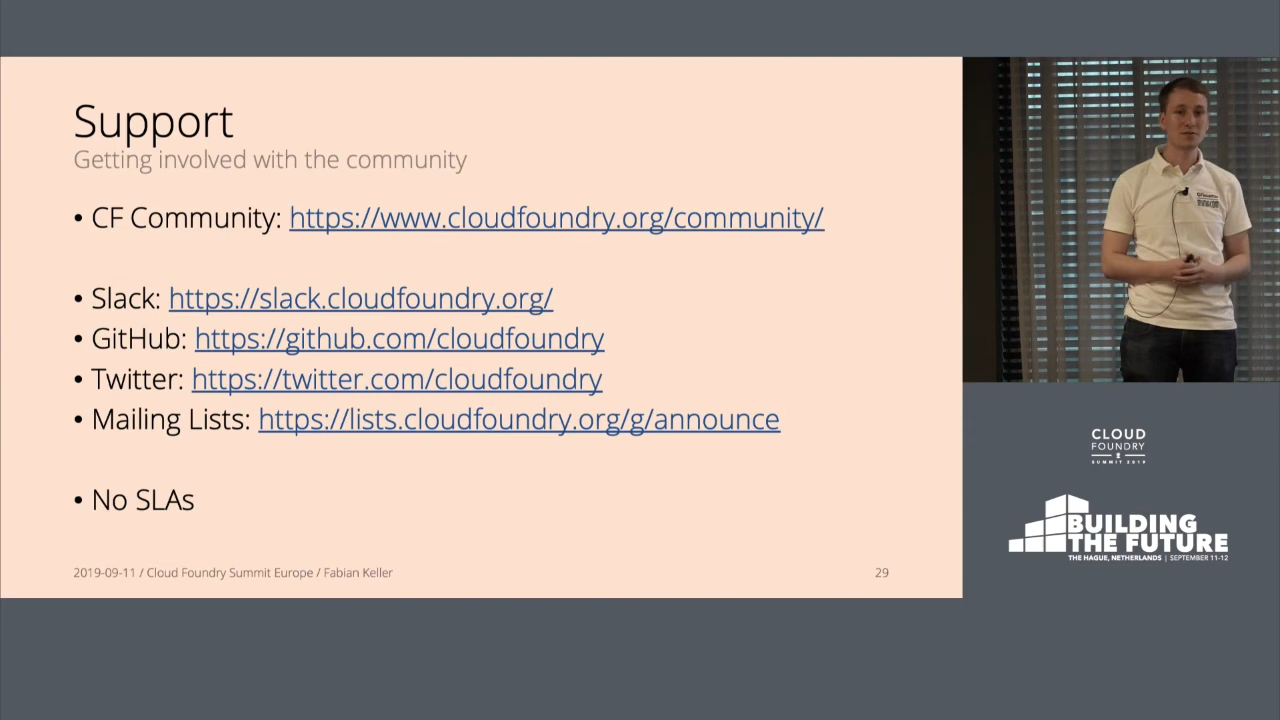 Support
Getting involved with the community
• CF Community: https://www.cloudfoundry.org/community/
• Slack: https://slack.cloudfoundry.org/
• GitHub: https://github.com/cloudfoundry
• Twitter: https://twitter.com/cloudfoundry
• Mailing Lists: https://lists.cloudfoundry.org/g/announce
• No SLAs
2019-09-11 / Cloud Foundry Summit Europe / Fabian Keller
29
CLOUD
FOUNDRY
SUMMIT 2019
BUILDING
THE FUTURE
THE HAGUE, NETHERLANDS | SEPTEMBER 11-12